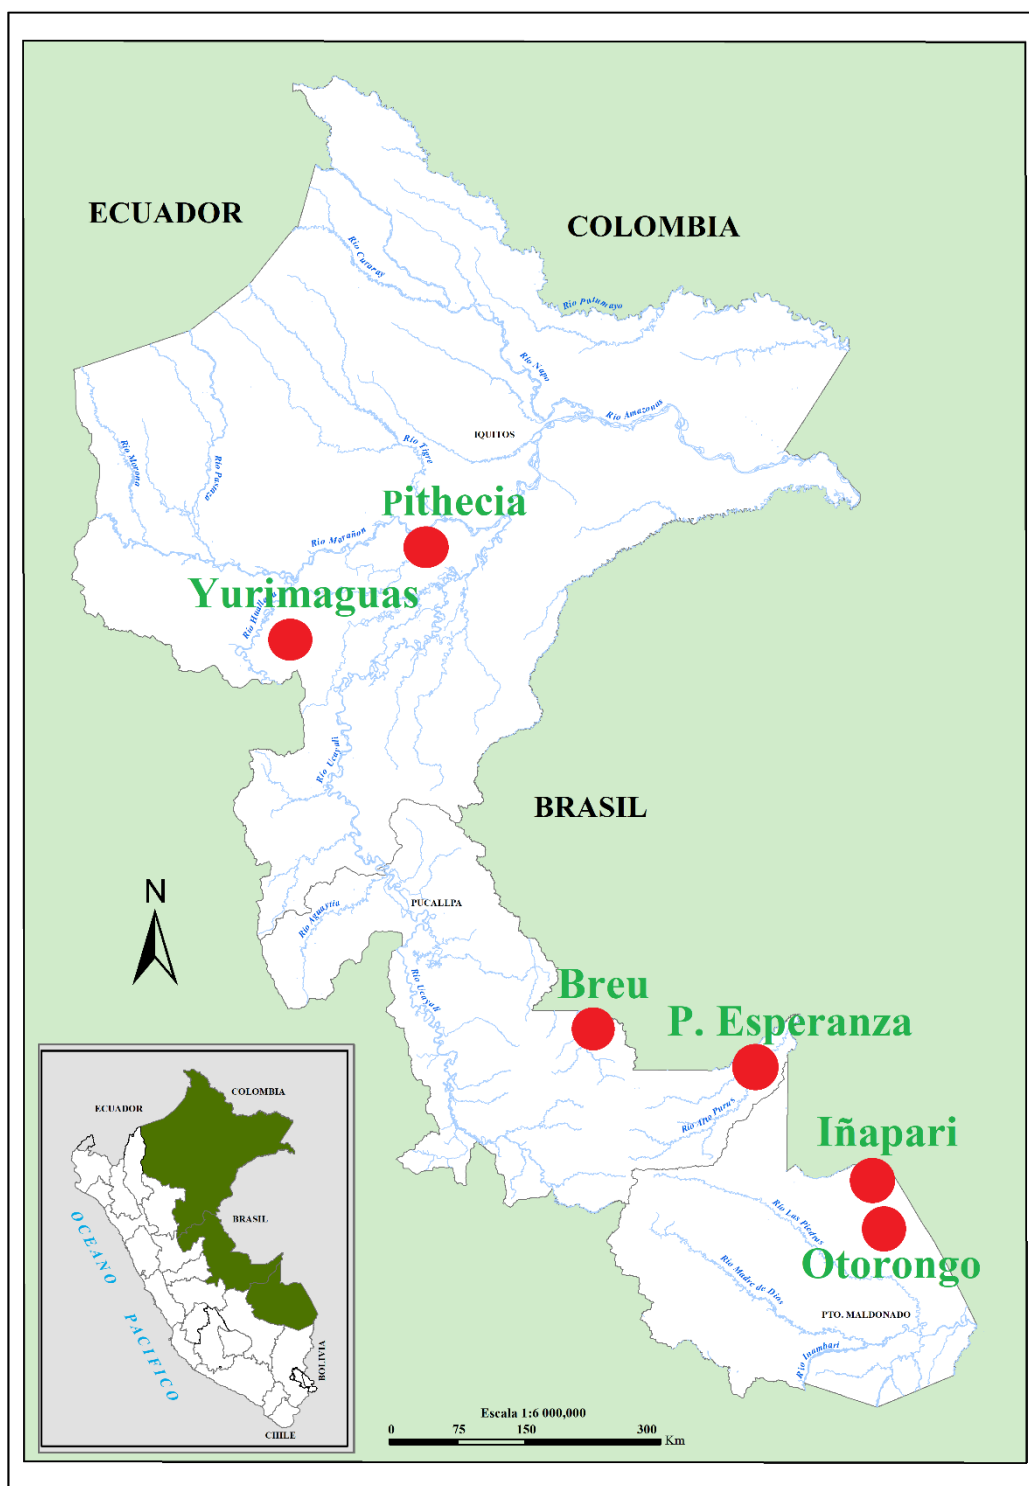 ECUADOR
COLOMBIA
Río Curaray
Río Putumayo
Río Napo
Río Amazonas
IQUITOS
Río Tigre
Río Morona
Río Pastaza
Pithecia
Río Marañon
Yurimaguas
Río Huallaga
Río Ucayali
BRASIL
N
PUCALLPA
Río Aguaytía
Río Ucayali
Breu
P. Esperanza
Río Alto Purus
Iñapari
Río Las Piedras
Otorongo
Río Madre de Dios
PTO. MALDONADO
Río Inambari
COLOMBIA
ECUADOR
BRASIL
OCEANO PACIFICO
BOLIVIA
CHILE
Escala 1:6 000,000
0 75 150 300
Km